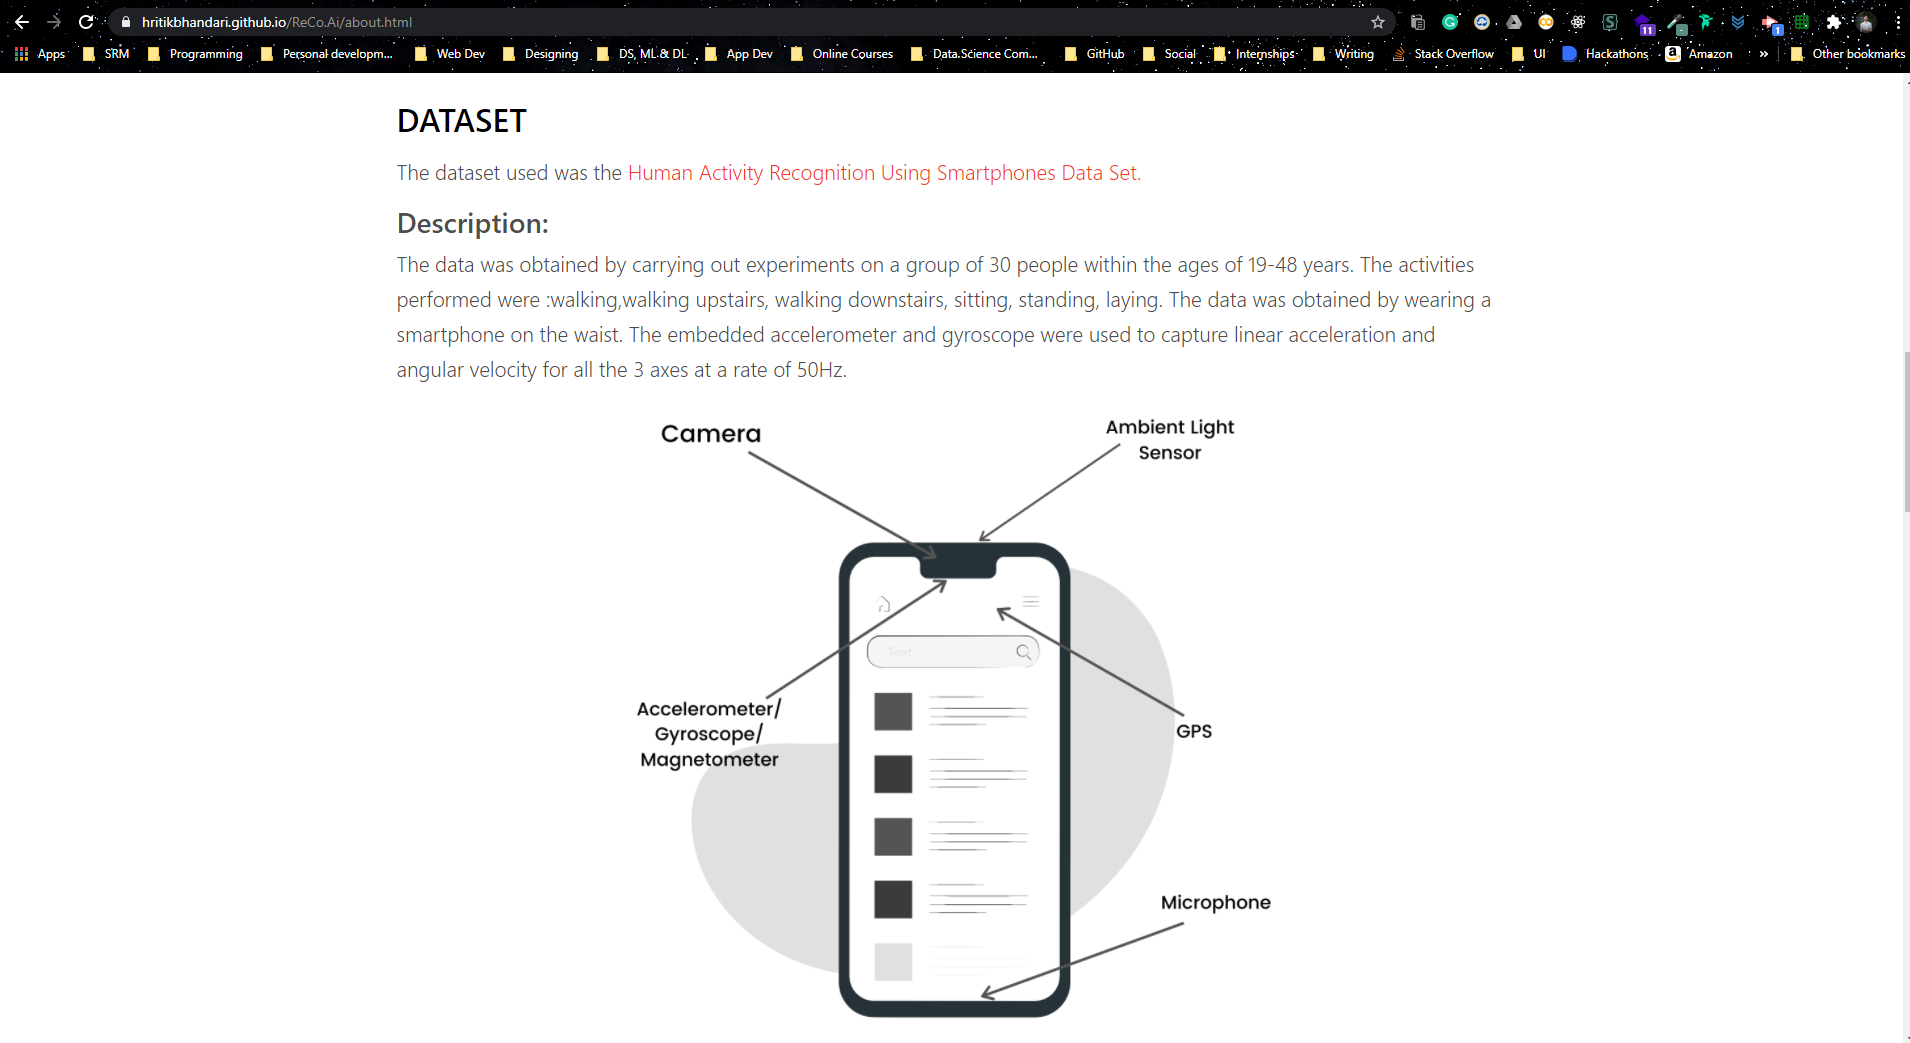 hritikbhandari.github.io/ReCo.Ai/about.html
11
1
Apps SRM Programming Personal developm... Web Dev Designing DS, ML & DL App Dev Online Courses Data Science Com... GitHub Social Internships Writing Stack Overflow UI Hackathons Amazon » Other bookmarks
DATASET
The dataset used was the Human Activity Recognition Using Smartphones Data Set.
Description:
The data was obtained by carrying out experiments on a group of 30 people within the ages of 19-48 years. The activities
performed were :walking,walking upstairs, walking downstairs, sitting, standing, laying. The data was obtained by wearing a
smartphone on the waist. The embedded accelerometer and gyroscope were used to capture linear acceleration and
angular velocity for all the 3 axes at a rate of 50Hz.
Camera
Ambient Light
Sensor
Text
Accelerometer/
Gyroscope/
Magnetometer
GPS
Microphone